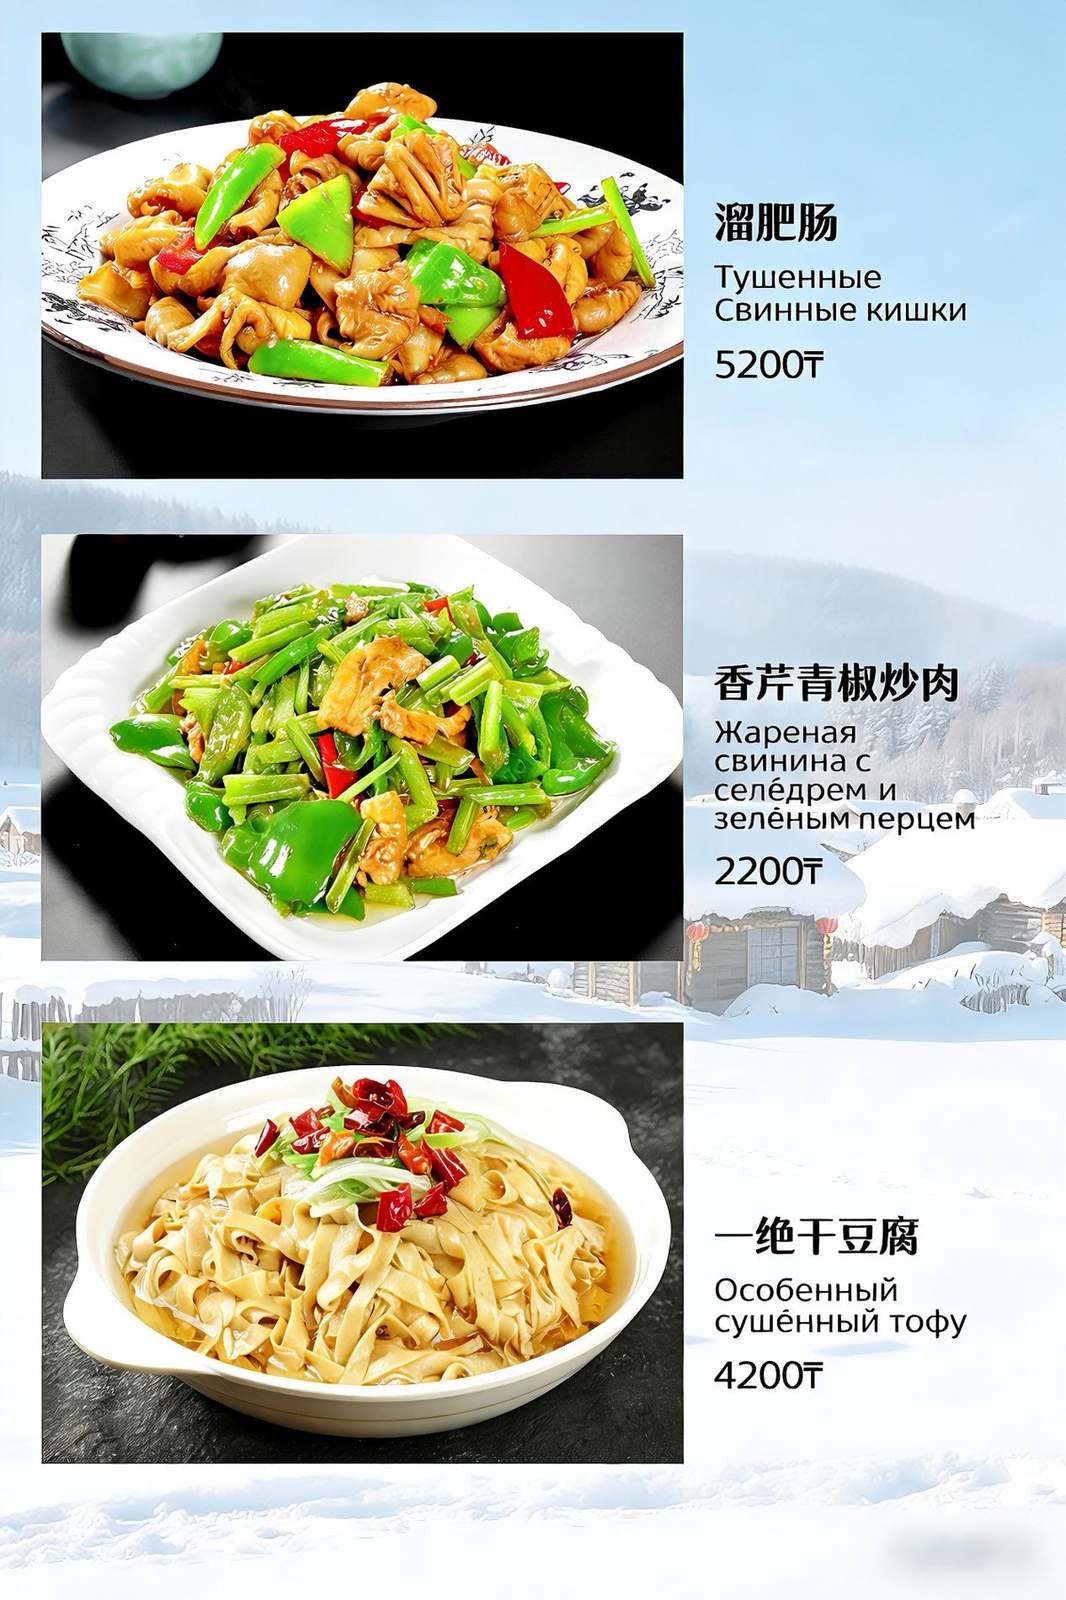 溜肥肠
Тушенные
Свинные кишки
5200₸
香芹青椒炒肉
Жареная
свинина с
селе́дрем и
зелёным перцем
2200₸
一绝干豆腐
Особенный
сушённый тофу
4200₸